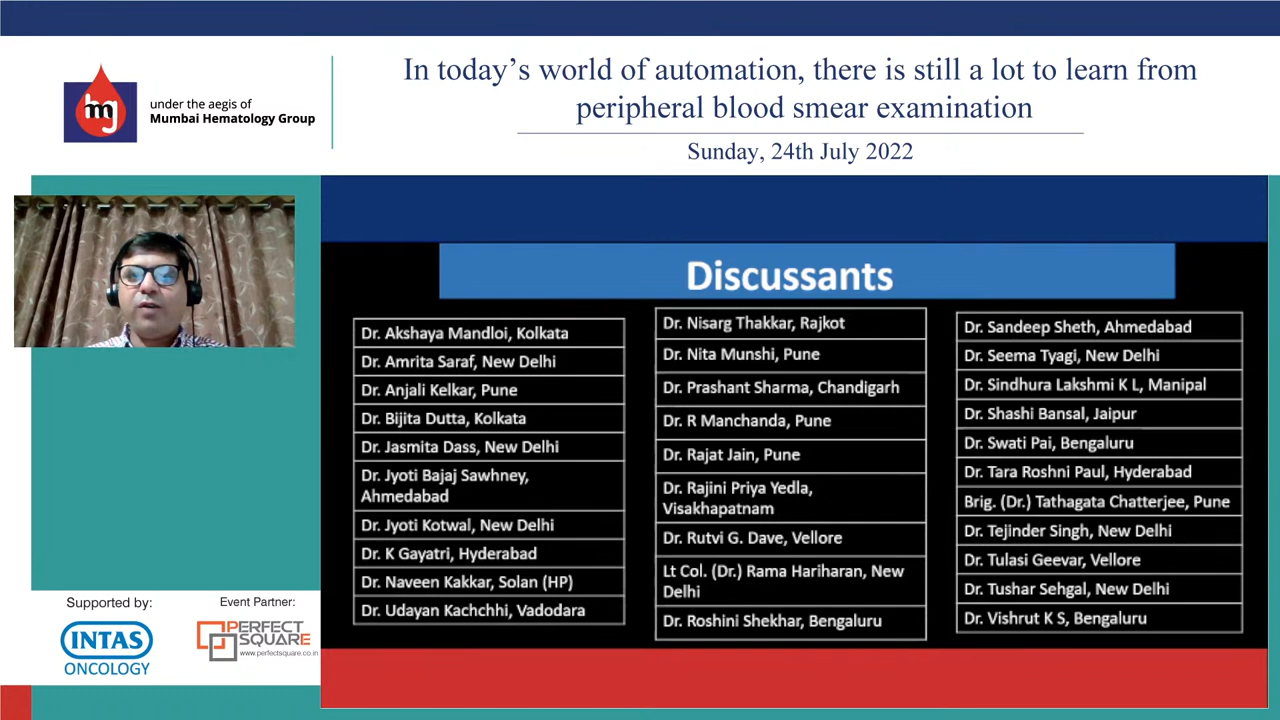 mg
under the aegis of
Mumbai Hematology Group
In today's world of automation, there is still a lot to learn from
peripheral blood smear examination
Sunday, 24th July 2022
Discussants
Dr. Akshaya Mandloi, Kolkata
Dr. Amrita Saraf, New Delhi
Dr. Anjali Kelkar, Pune
Dr. Bijita Dutta, Kolkata
Dr. Jasmita Dass, New Delhi
Dr. Jyoti Bajaj Sawhney,
Ahmedabad
Dr. Jyoti Kotwal, New Delhi
Dr. K Gayatri, Hyderabad
Dr. Naveen Kakkar, Solan (HP)
Dr. Udayan Kachchhi, Vadodara
Dr. Nisarg Thakkar, Rajkot
Dr. Nita Munshi, Pune
Dr. Prashant Sharma, Chandigarh
Dr. R Manchanda, Pune
Dr. Rajat Jain, Pune
Dr. Rajini Priya Yedla,
Visakhapatnam
Dr. Rutvi G. Dave, Vellore
Lt Col. (Dr.) Rama Hariharan, New
Delhi
Dr. Roshini Shekhar, Bengaluru
Dr. Sandeep Sheth, Ahmedabad
Dr. Seema Tyagi, New Delhi
Dr. Sindhura Lakshmi K L, Manipal
Dr. Shashi Bansal, Jaipur
Dr. Swati Pai, Bengaluru
Dr. Tara Roshni Paul, Hyderabad
Brig. (Dr.) Tathagata Chatterjee, Pune
Dr. Tejinder Singh, New Delhi
Dr. Tulasi Geevar, Vellore
Dr. Tushar Sehgal, New Delhi
Dr. Vishrut K S, Bengaluru
Supported by:
INTAS
ONCOLOGY
Event Partner:
PERFECT
SQUARE
www.perfectsquare.co.in